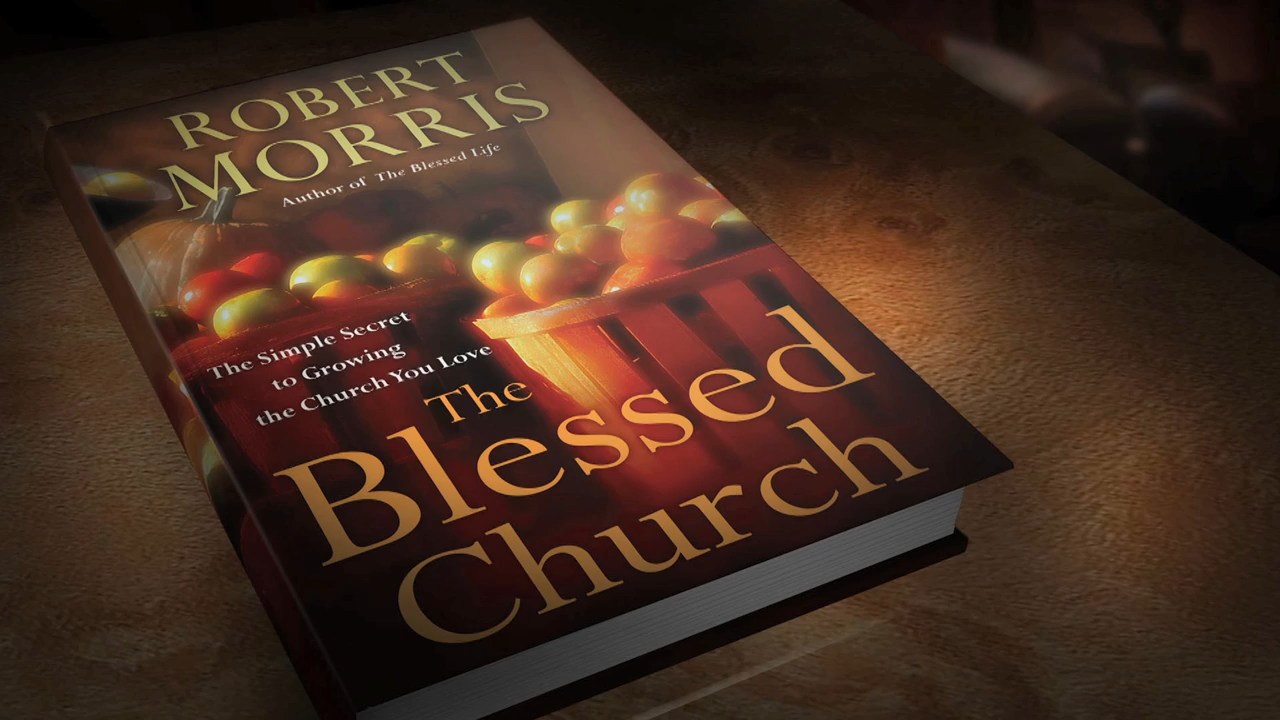 ROBERT
MORRIS
Author of The Blessed Life
The Simple Secret
to Growing
the Church You Love
The
Blessed
Church